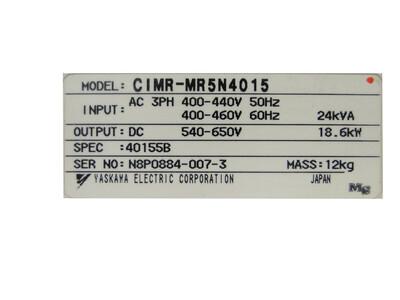 MODEL: CIMR-MR5N4015
INPUT: AC 3PH 400-440V 50Hz
400-460V 60Hz 24kVA
OUTPUT: DC 540-650V 18.6kW
SPEC :40155B
SER NO: N8P0884-007-3 MASS:12kg
YASKAWA ELECTRIC CORPORATION JAPAN